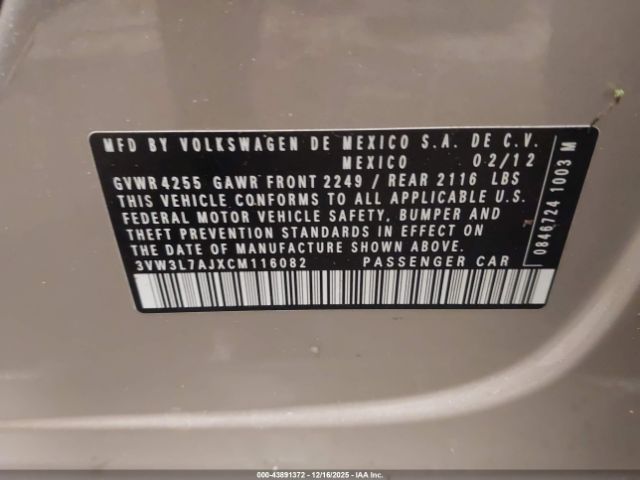 MFD BY VOLKSWAGEN DE MEXICO S.A. DE C.V.
MEXICO 02/12
GVWR 4255 GAWR FRONT 2249 / REAR 2116 LBS
THIS VEHICLE CONFORMS TO ALL APPLICABLE U.S.
FEDERAL MOTOR VEHICLE SAFETY, BUMPER AND
THEFT PREVENTION STANDARDS IN EFFECT ON
THE DATE OF MANUFACTURE SHOWN ABOVE.
3VW3L7AJXCM116082 PASSENGER CAR
0846724 1003 M
000-43891372 - 12/16/2025 - IAA Inc.